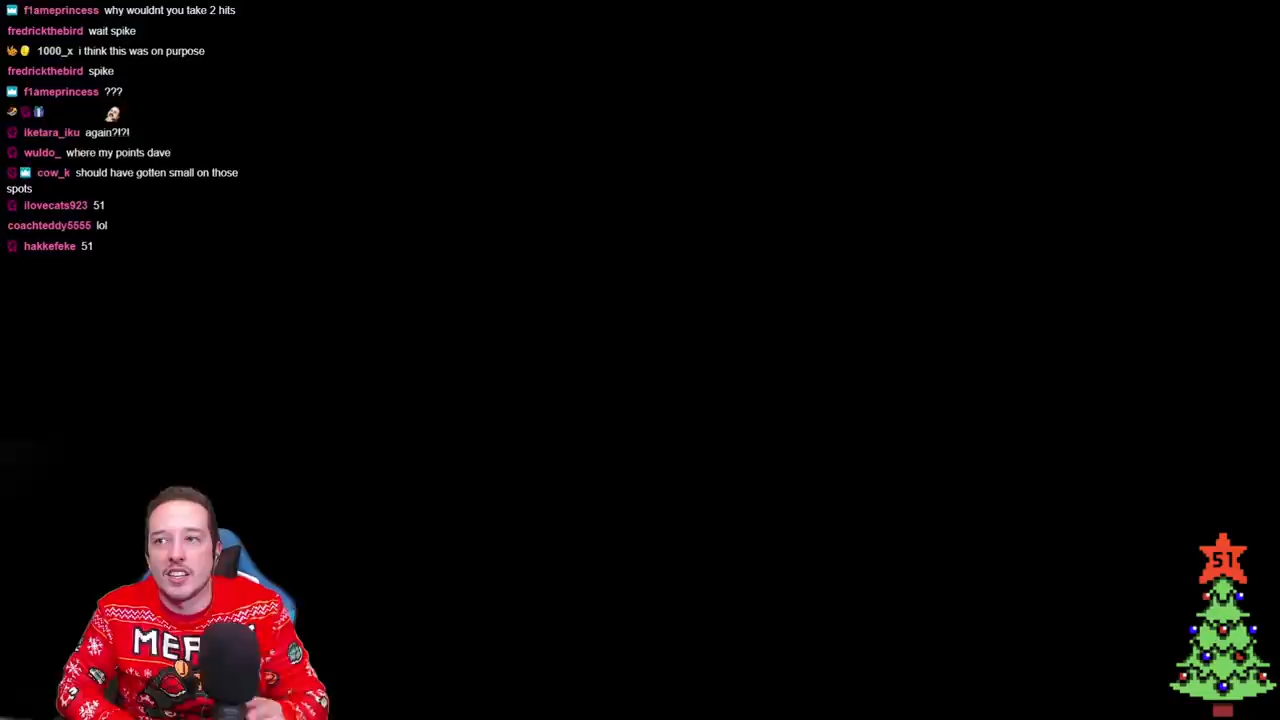 f1ameprincess why wouldnt you take 2 hits
fredrickthebird wait spike
1000_x i think this was on purpose
fredrickthebird spike
f1ameprincess ???
iketara_iku again?!?!
wuldo_ where my points dave
cow_k should have gotten small on those
spots
ilovecats923 51
coachteddy5555 lol
hakkefeke 51
51